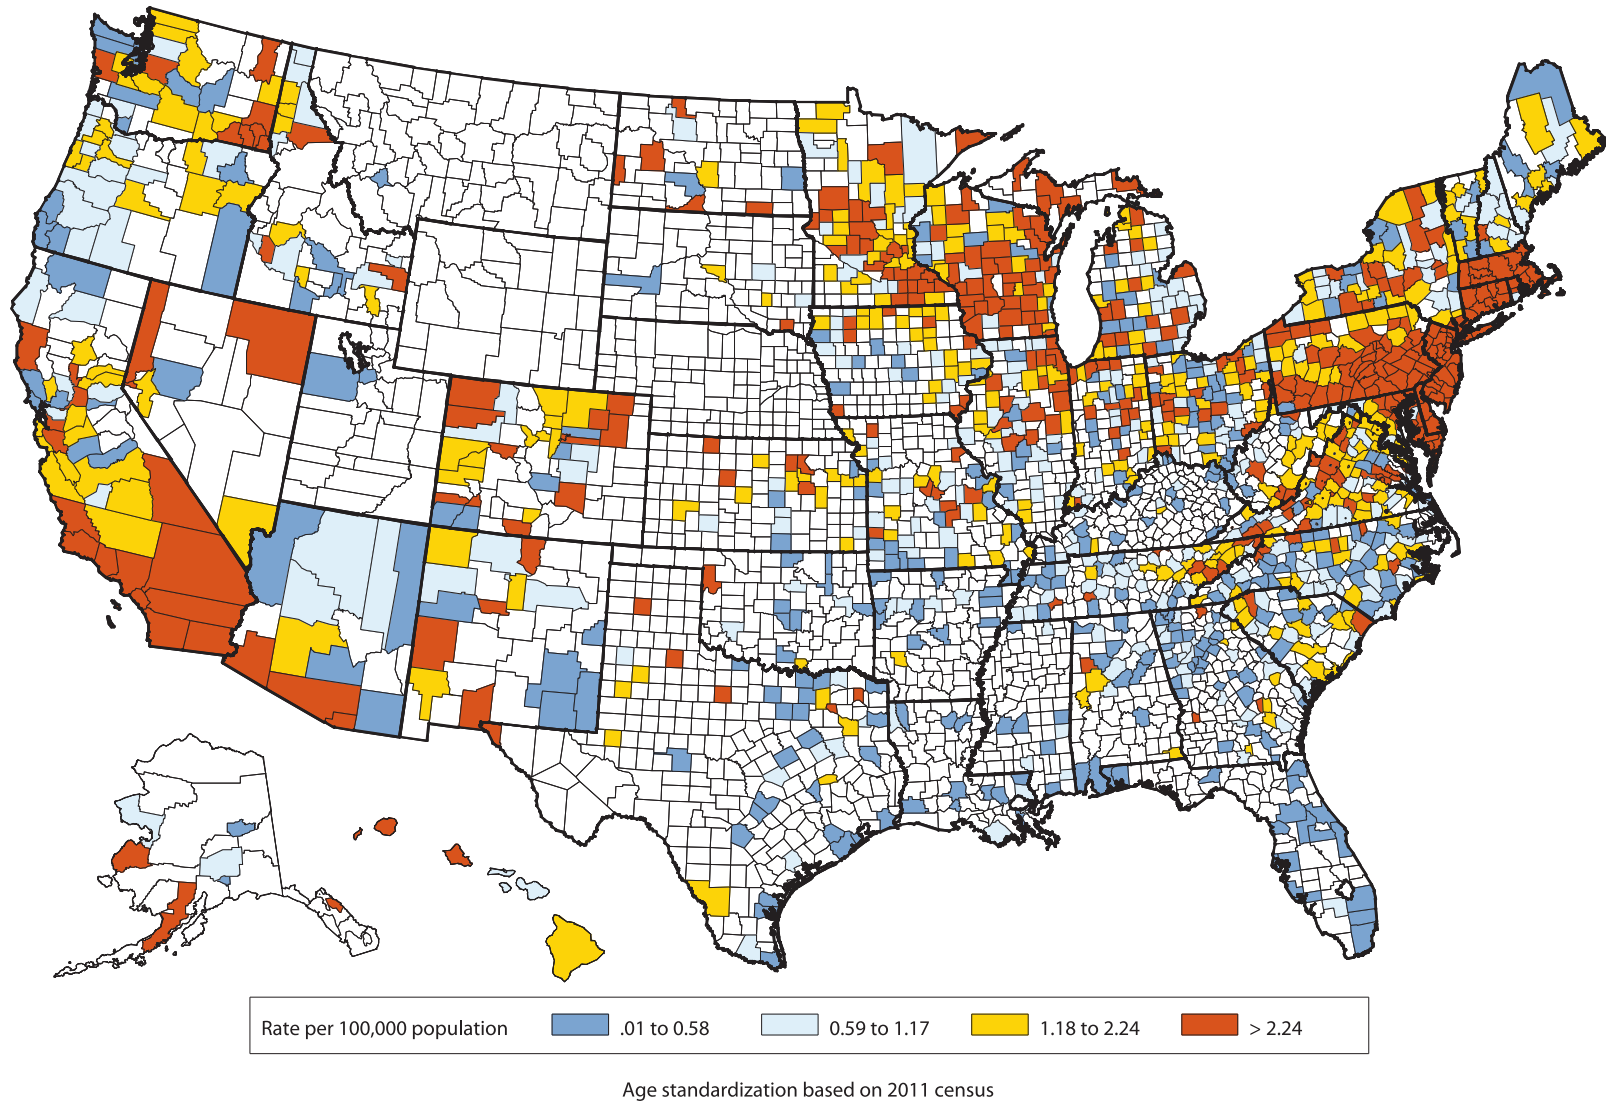 Rate per 100,000 population .01 to 0.58 0.59 to 1.17 1.18 to 2.24 > 2.24
Age standardization based on 2011 census